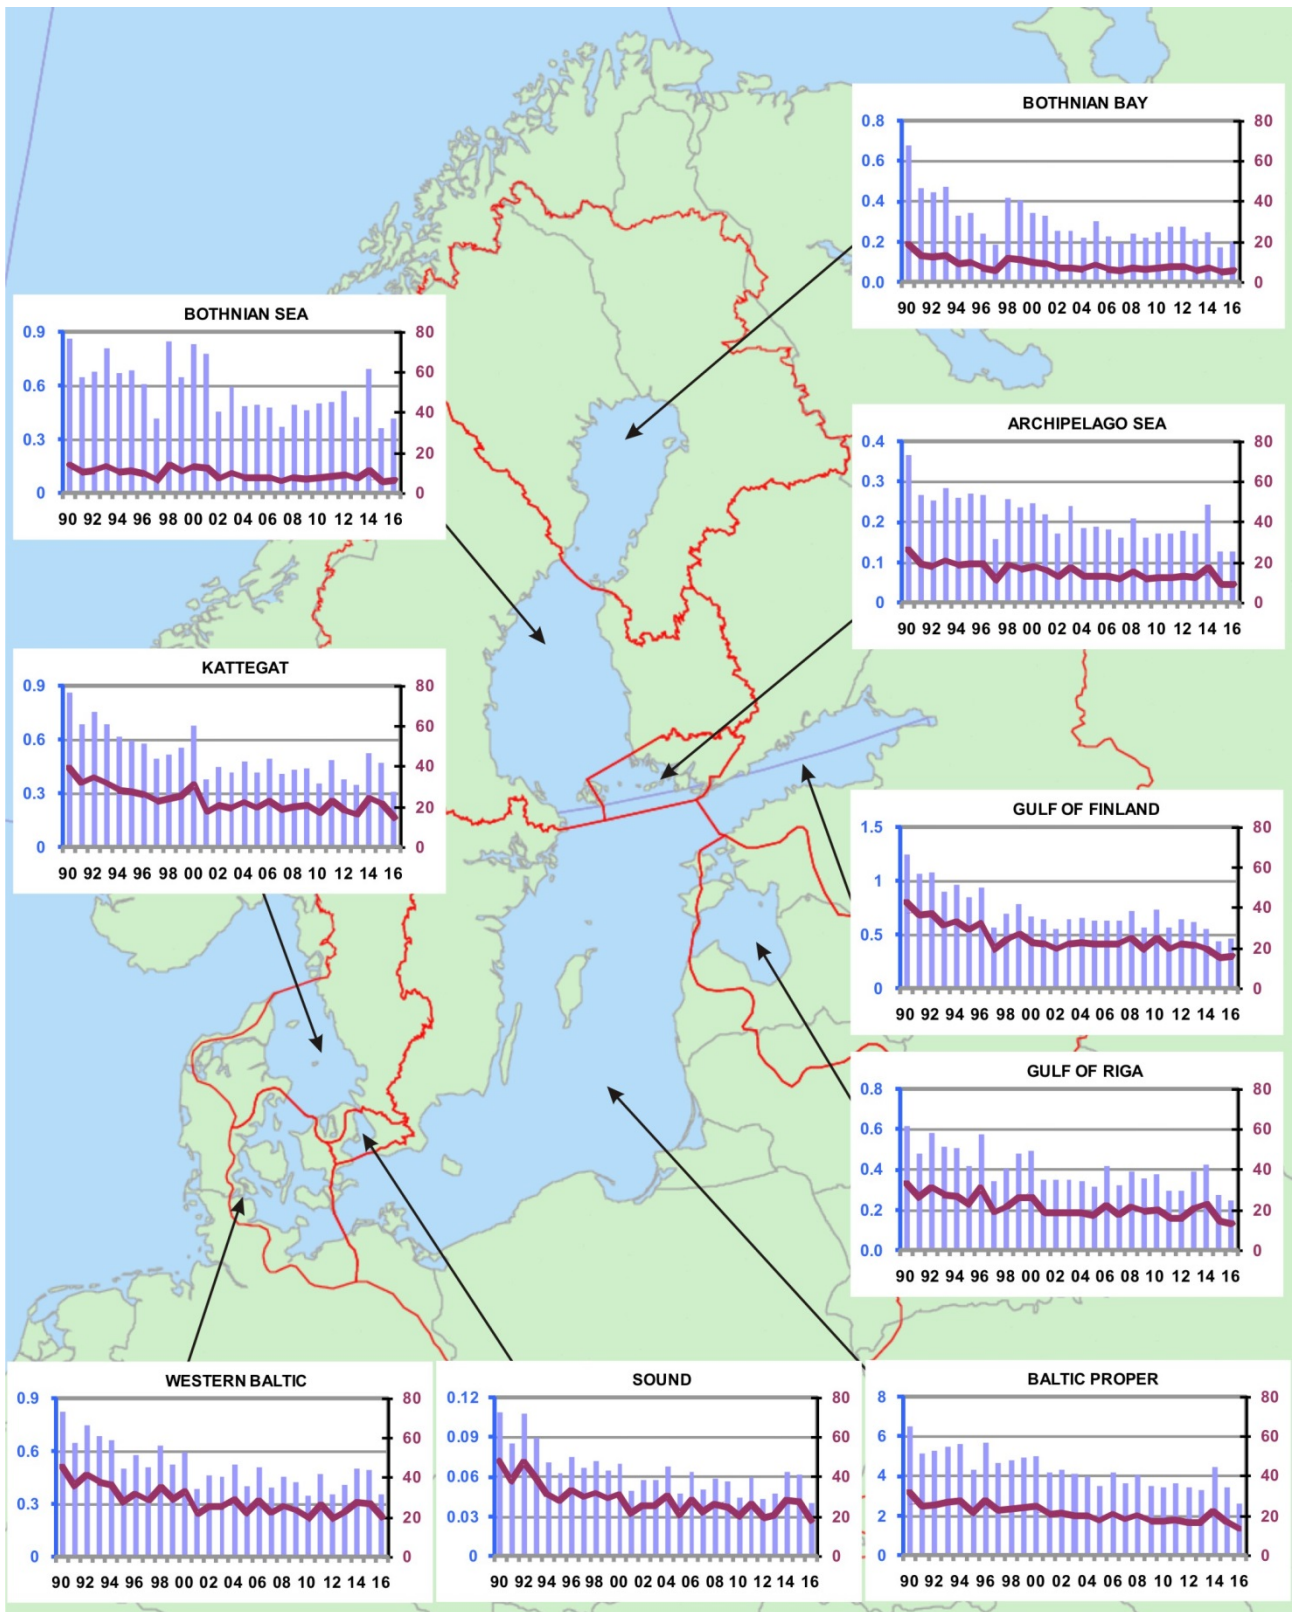 BOTHNIAN BAY
0.8 80
0.6 60
0.4 40
0.2 20
0.0 0
90 92 94 96 98 00 02 04 06 08 10 12 14 16
BOTHNIAN SEA
0.9 80
60
0.6
40
0.3
20
0 0
90 92 94 96 98 00 02 04 06 08 10 12 14 16
ARCHIPELAGO SEA
0.4 80
0.3 60
0.2 40
0.1 20
0 0
90 92 94 96 98 00 02 04 06 08 10 12 14 16
KATTEGAT
0.9 80
60
0.6
40
0.3
20
0 0
90 92 94 96 98 00 02 04 06 08 10 12 14 16
GULF OF FINLAND
1.5 80
60
1
40
0.5
20
0 0
90 92 94 96 98 00 02 04 06 08 10 12 14 16
GULF OF RIGA
0.8 80
0.6 60
0.4 40
0.2 20
0.0 0
90 92 94 96 98 00 02 04 06 08 10 12 14 16
WESTERN BALTIC
0.9 80
60
0.6
40
0.3
20
0 0
90 92 94 96 98 00 02 04 06 08 10 12 14 16
SOUND
0.12 80
0.09 60
0.06 40
0.03 20
0 0
90 92 94 96 98 00 02 04 06 08 10 12 14 16
BALTIC PROPER
8 80
6 60
4 40
2 20
0 0
90 92 94 96 98 00 02 04 06 08 10 12 14 16